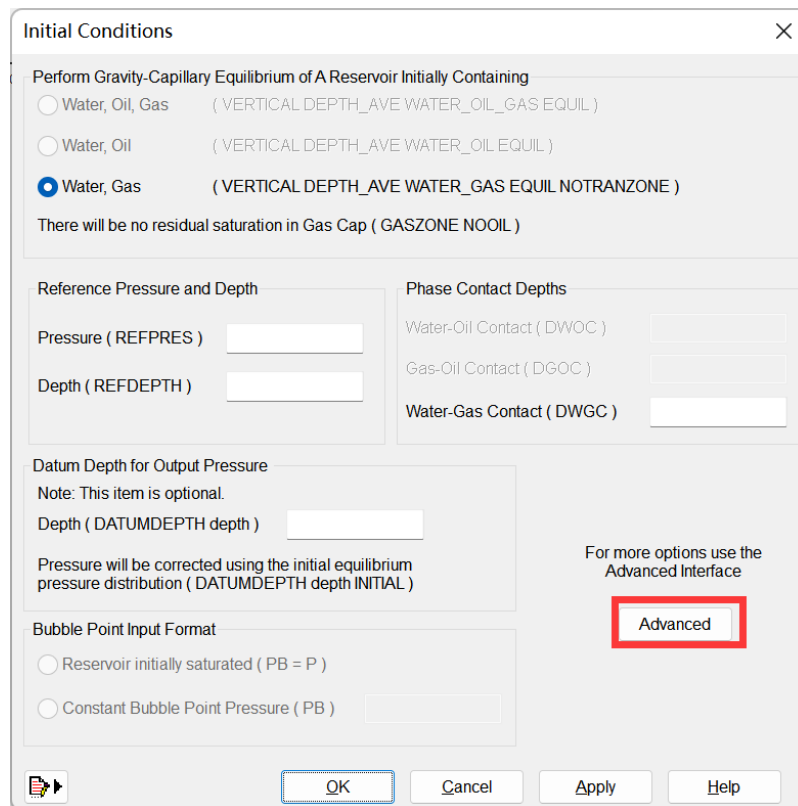 Initial Conditions
Perform Gravity-Capillary Equilibrium of A Reservoir Initially Containing
Water, Oil, Gas ( VERTICAL DEPTH_AVE WATER_OIL_GAS EQUIL )
Water, Oil ( VERTICAL DEPTH_AVE WATER_OIL EQUIL )
Water, Gas ( VERTICAL DEPTH_AVE WATER_GAS EQUIL NOTRANZONE )
There will be no residual saturation in Gas Cap ( GASZONE NOOIL )
Reference Pressure and Depth
Pressure ( REFPRES )
Depth ( REFDEPTH )
Phase Contact Depths
Water-Oil Contact ( DWOC )
Gas-Oil Contact ( DGOC )
Water-Gas Contact ( DWGC )
Datum Depth for Output Pressure
Note: This item is optional.
Depth ( DATUMDEPTH depth )
Pressure will be corrected using the initial equilibrium
pressure distribution ( DATUMDEPTH depth INITIAL )
For more options use the
Advanced Interface
Advanced
Bubble Point Input Format
Reservoir initially saturated ( PB = P )
Constant Bubble Point Pressure ( PB )
OK Cancel Apply Help